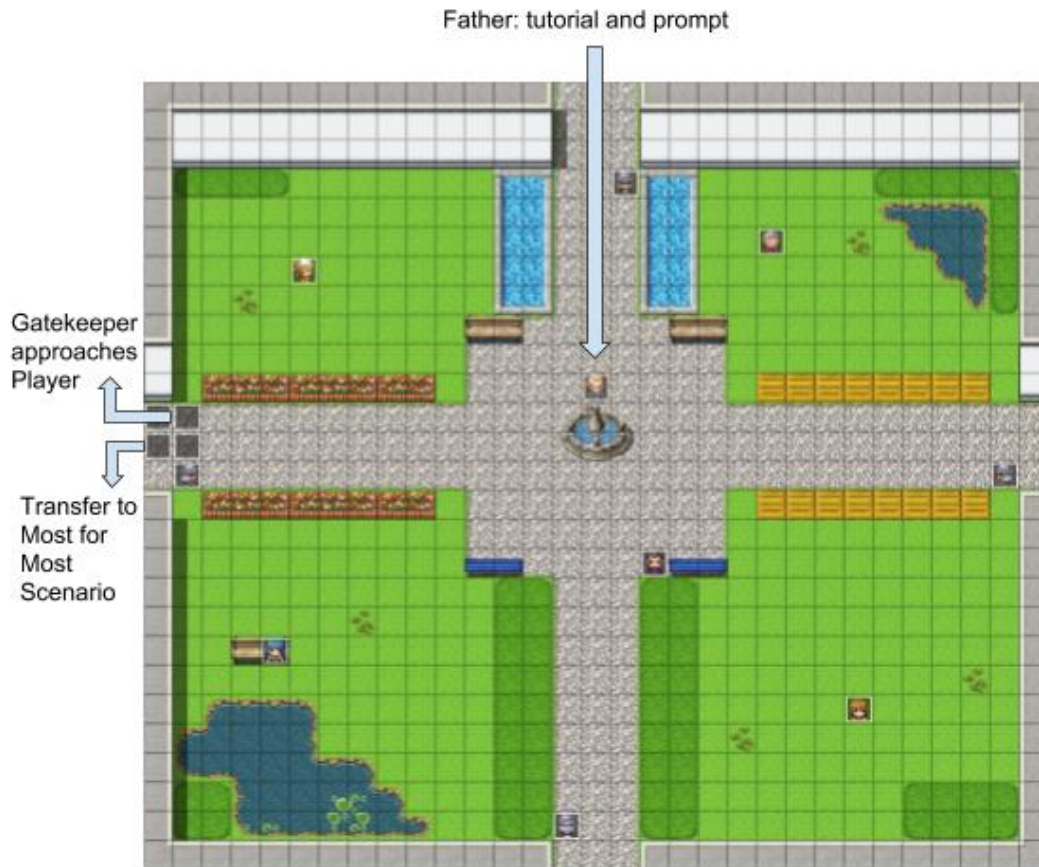 Father: tutorial and prompt
Gatekeeper
approaches
Player
Transfer to
Most for
Most
Scenario